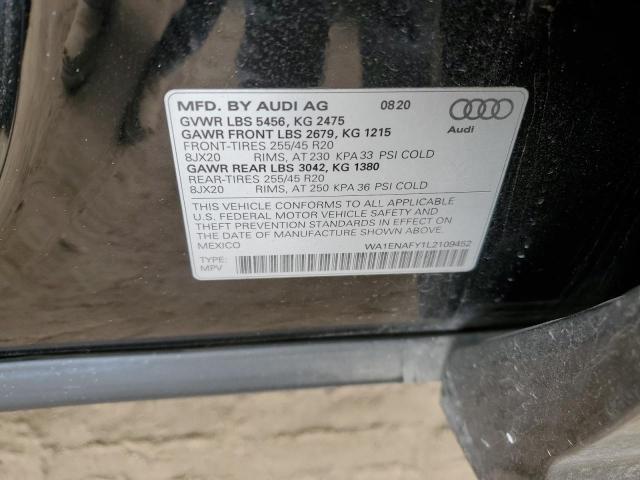 MFD. BY AUDI AG 0820
GVWR LBS 5456, KG 2475
GAWR FRONT LBS 2679, KG 1215
FRONT-TIRES 255/45 R20
8JX20 RIMS, AT 230 KPA 33 PSI COLD
GAWR REAR LBS 3042, KG 1380
REAR-TIRES 255/45 R20
8JX20 RIMS, AT 250 KPA 36 PSI COLD
Audi
THIS VEHICLE CONFORMS TO ALL APPLICABLE
U.S. FEDERAL MOTOR VEHICLE SAFETY AND
THEFT PREVENTION STANDARDS IN EFFECT ON THE
DATE OF MANUFACTURE SHOWN ABOVE.
MEXICO WA1ENAFY1L2109452
TYPE:
MPV